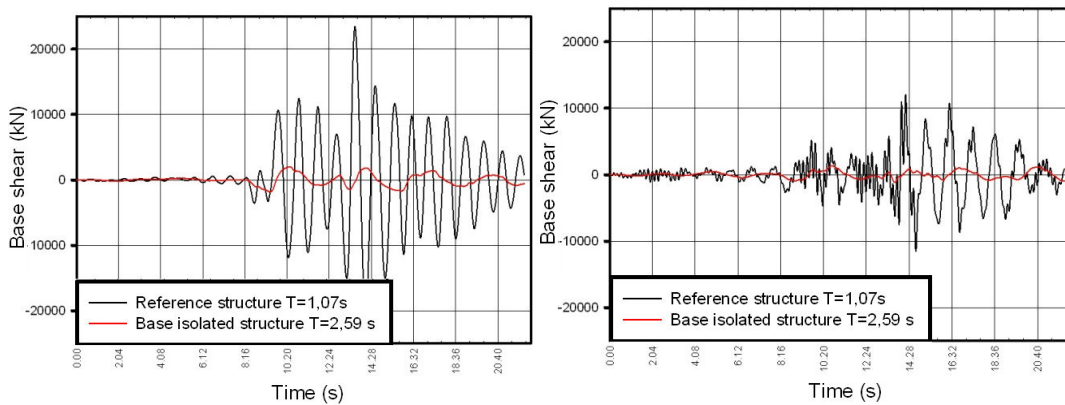 Base shear (kN)
20000
10000
0
-10000
-20000
Reference structure T=1,07s
Base isolated structure T=2,59 s
0.00 2.04 4.08 6.12 8.16 10.20 12.24 14.28 16.32 18.36 20.40
Time (s)
Base shear (kN)
20000
10000
0
-10000
-20000
Reference structure T=1,07s
Base isolated structure T=2,59 s
0.00 2.04 4.08 6.12 8.16 10.20 12.24 14.28 16.32 18.36 20.40
Time (s)